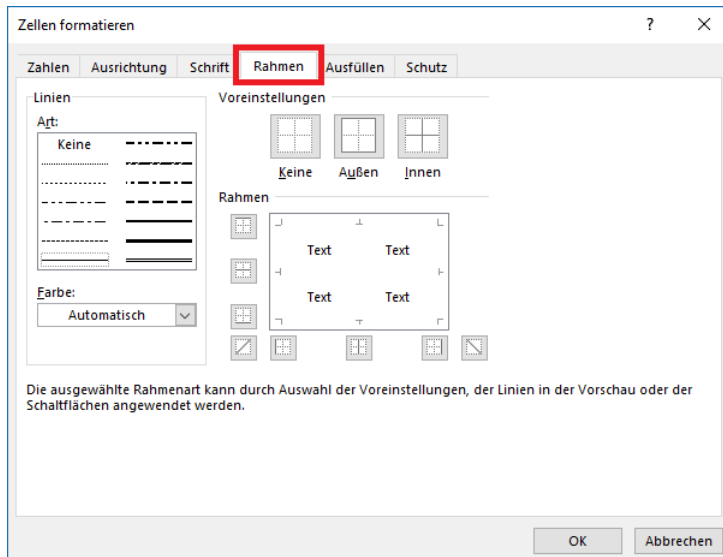 Zellen formatieren
?
Zahlen Ausrichtung Schrift Rahmen Ausfüllen Schutz
Linien
Art:
Keine
Farbe:
Automatisch
Voreinstellungen
Keine Außen Innen
Rahmen
Text Text
Text Text
Die ausgewählte Rahmenart kann durch Auswahl der Voreinstellungen, der Linien in der Vorschau oder der
Schaltflächen angewendet werden.
OK Abbrechen